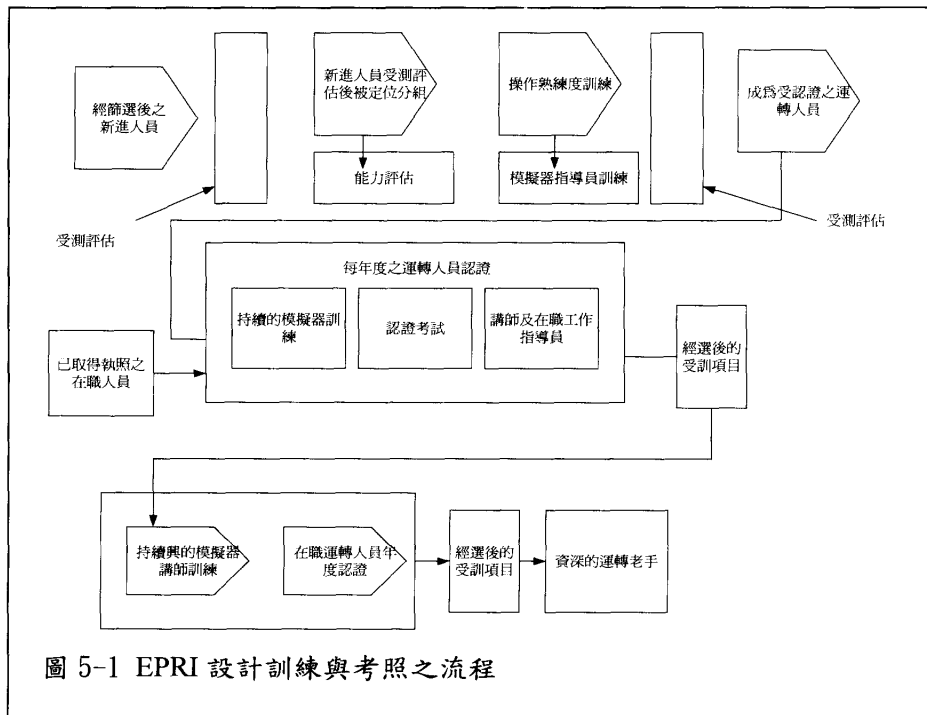 經篩選後之
新進人員
新進人員受測評
估後被定位分組
操作熟練度訓練
成爲受認證之運
轉人員
能力評估
模擬器指導員訓練
受測評估
受測評估
每年度之運轉人員認證
持續的模擬器訓
練
認證考試
講師及在職工作
指導員
已取得執照之
在職人員
經選後的
受訓項目
持續興的模擬器
講師訓練
在職運轉人員年
度認證
經選後的
受訓項目
資深的運轉老手
圖 5-1 EPRI 設計訓練與考照之流程